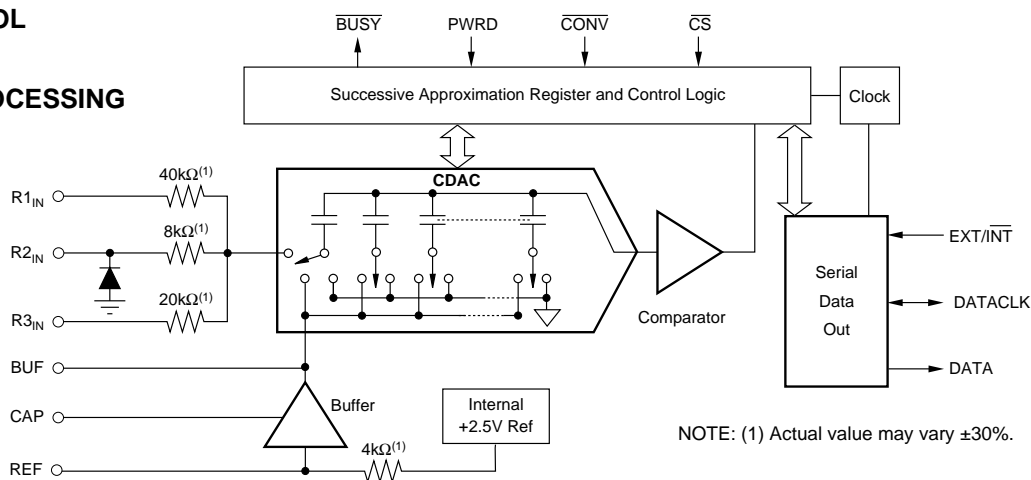 OL
OCESSING
BUSY PWRD CONV CS
Successive Approximation Register and Control Logic
Clock
CDAC
40kΩ(1)
R1IN
8kΩ(1)
R2IN
20kΩ(1)
R3IN
Comparator
Serial
Data
Out
EXT/INT
DATACLK
DATA
BUF
Buffer
CAP
Internal
+2.5V Ref
4kΩ(1)
REF
NOTE: (1) Actual value may vary ±30%.